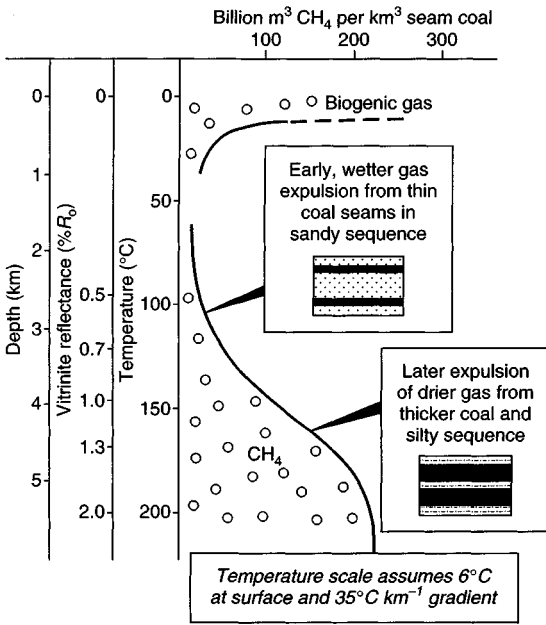 Billion m³ CH₄ per km³ seam coal
100 200 300
Depth (km)
0
1
2
3
4
5
Vitrinite reflectance (%Rₒ)
0
0.5
0.7
1.0
1.3
2.0
Temperature (°C)
0
50
100
150
200
Biogenic gas
Early, wetter gas
expulsion from thin
coal seams in
sandy sequence
Later expulsion
of drier gas from
thicker coal and
silty sequence
CH₄
Temperature scale assumes 6°C
at surface and 35°C km⁻¹ gradient